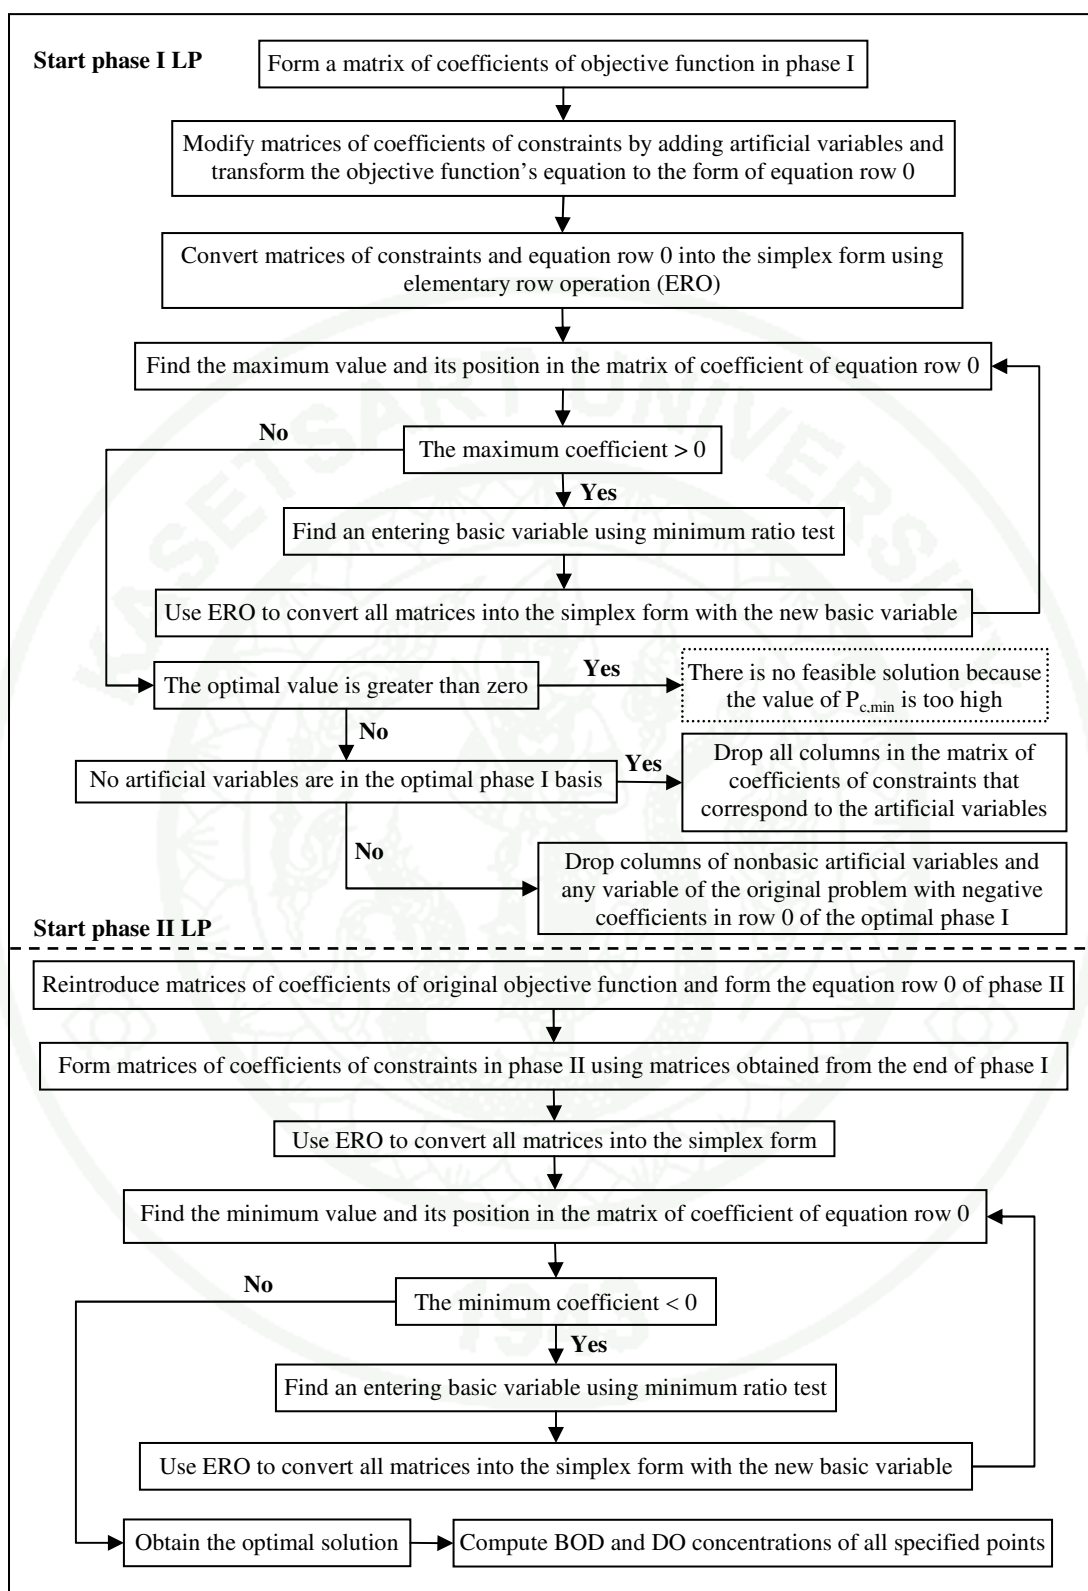 Start phase I LP
Form a matrix of coefficients of objective function in phase I
Modify matrices of coefficients of constraints by adding artificial variables and
transform the objective function's equation to the form of equation row 0
Convert matrices of constraints and equation row 0 into the simplex form using
elementary row operation (ERO)
Find the maximum value and its position in the matrix of coefficient of equation row 0
No
The maximum coefficient > 0
Yes
Find an entering basic variable using minimum ratio test
Use ERO to convert all matrices into the simplex form with the new basic variable
The optimal value is greater than zero
Yes
There is no feasible solution because
the value of Pc,min is too high
No
No artificial variables are in the optimal phase I basis
Yes
Drop all columns in the matrix of
coefficients of constraints that
correspond to the artificial variables
No
Drop columns of nonbasic artificial variables and
any variable of the original problem with negative
coefficients in row 0 of the optimal phase I
Start phase II LP
Reintroduce matrices of coefficients of original objective function and form the equation row 0 of phase II
Form matrices of coefficients of constraints in phase II using matrices obtained from the end of phase I
Use ERO to convert all matrices into the simplex form
Find the minimum value and its position in the matrix of coefficient of equation row 0
No
The minimum coefficient < 0
Yes
Find an entering basic variable using minimum ratio test
Use ERO to convert all matrices into the simplex form with the new basic variable
Obtain the optimal solution
Compute BOD and DO concentrations of all specified points
KASETSART UNIVERSITY
1943